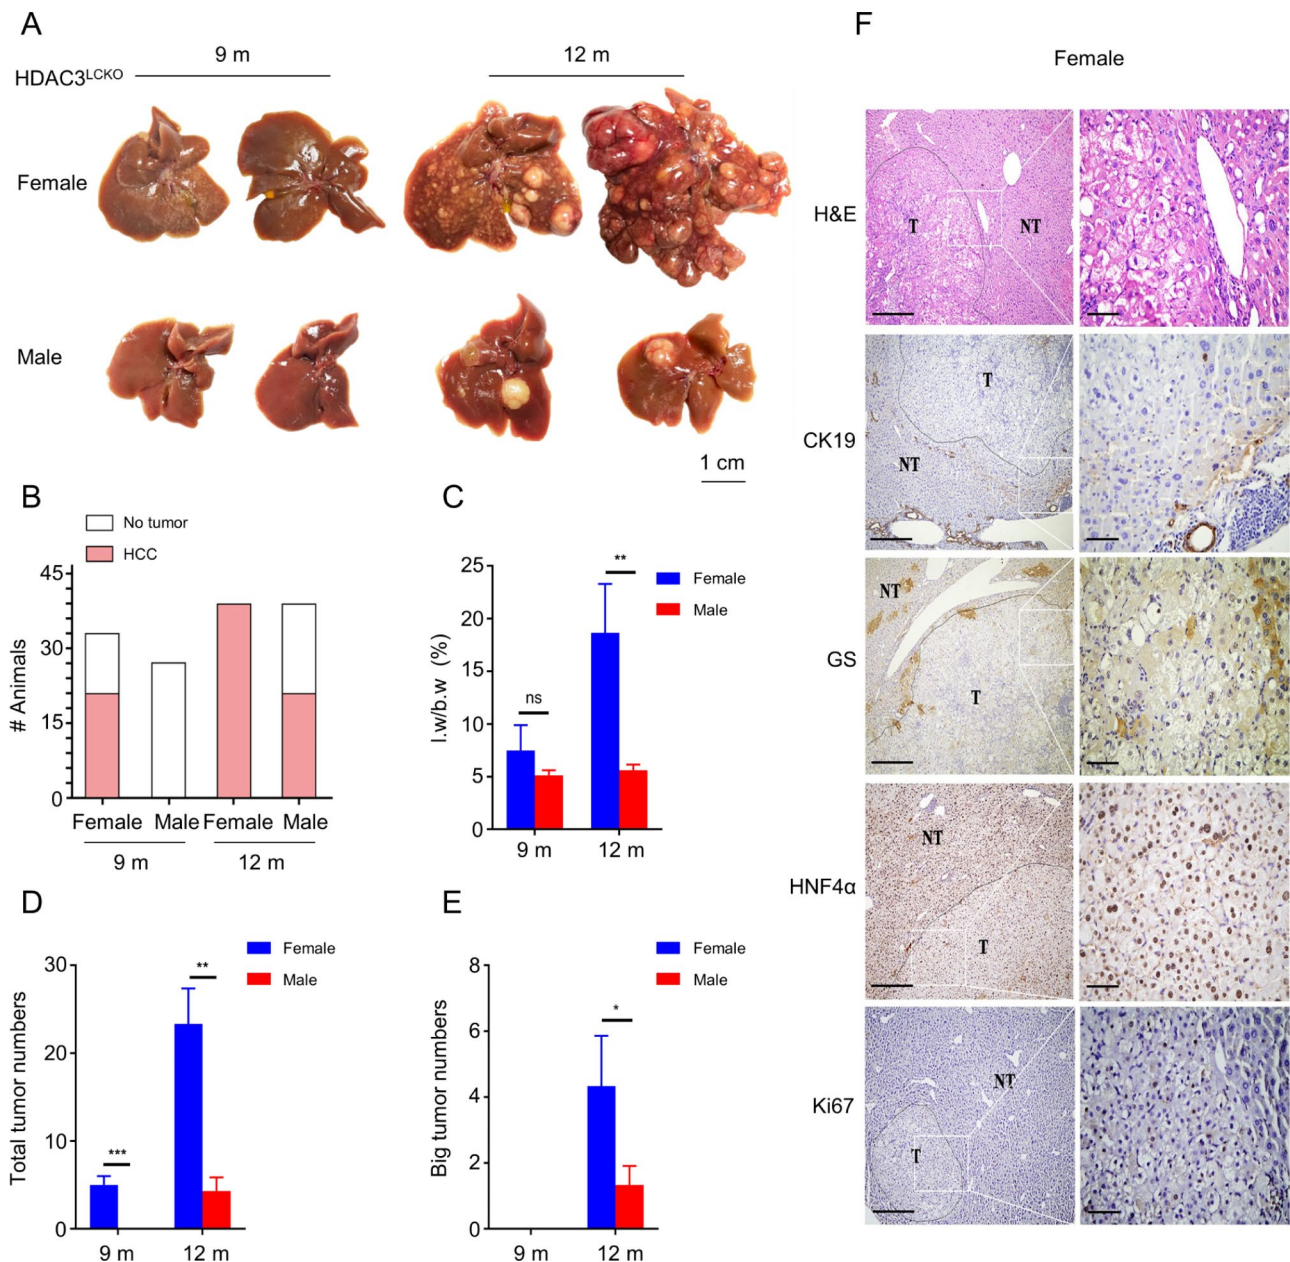 A
9 m
12 m
HDAC3LCKO
Female
Male
1 cm
B
No tumor
HCC
# Animals
45
30
15
0
Female Male Female Male
9 m 12 m
C
Female
Male
l.w/b.w (%)
25
20
15
10
5
0
ns
**
9 m 12 m
D
Female
Male
Total tumor numbers
30
20
10
0
***
**
9 m 12 m
E
Female
Male
Big tumor numbers
8
6
4
2
0
*
9 m 12 m
F
Female
H&E
T NT
CK19
T
NT
GS
NT
T
HNF4α
NT
T
Ki67
NT
T